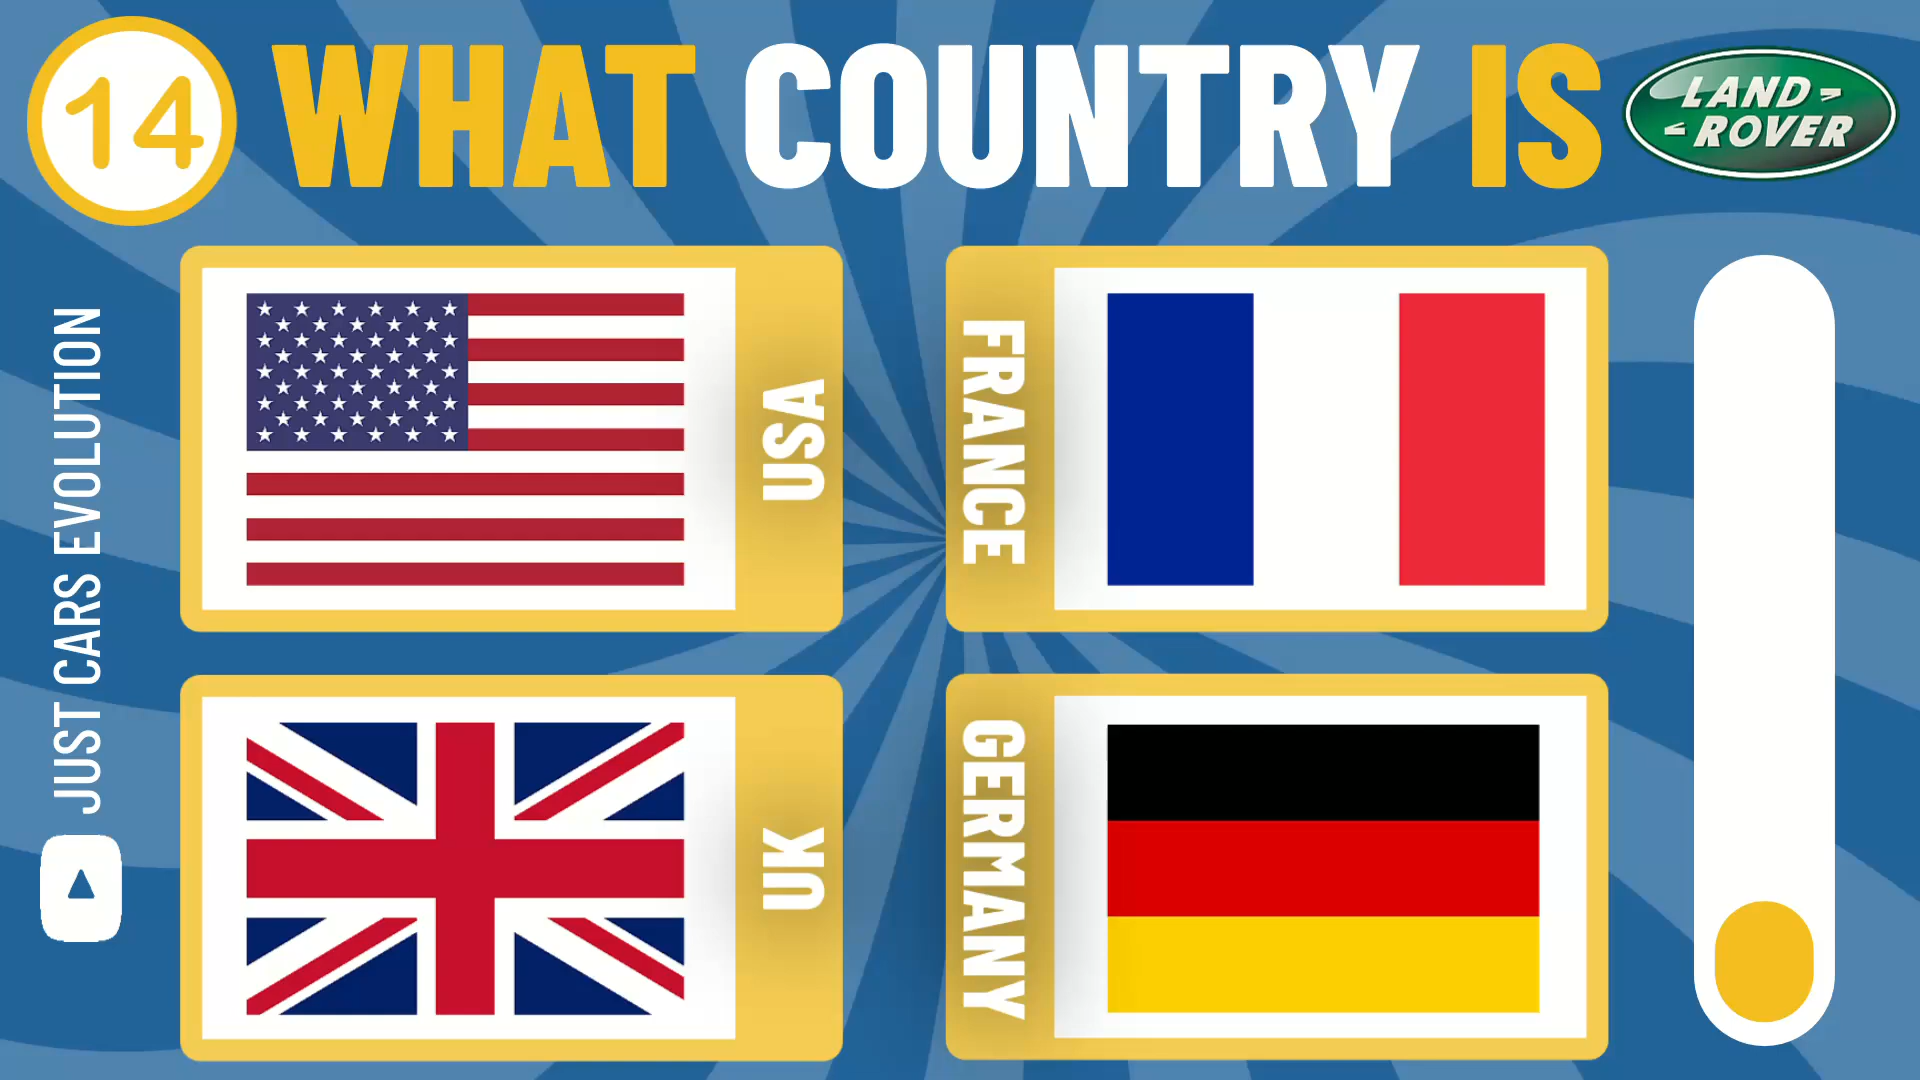 14
WHAT COUNTRY IS
LAND
ROVER
USA
FRANCE
UK
GERMANY
JUST CARS EVOLUTION